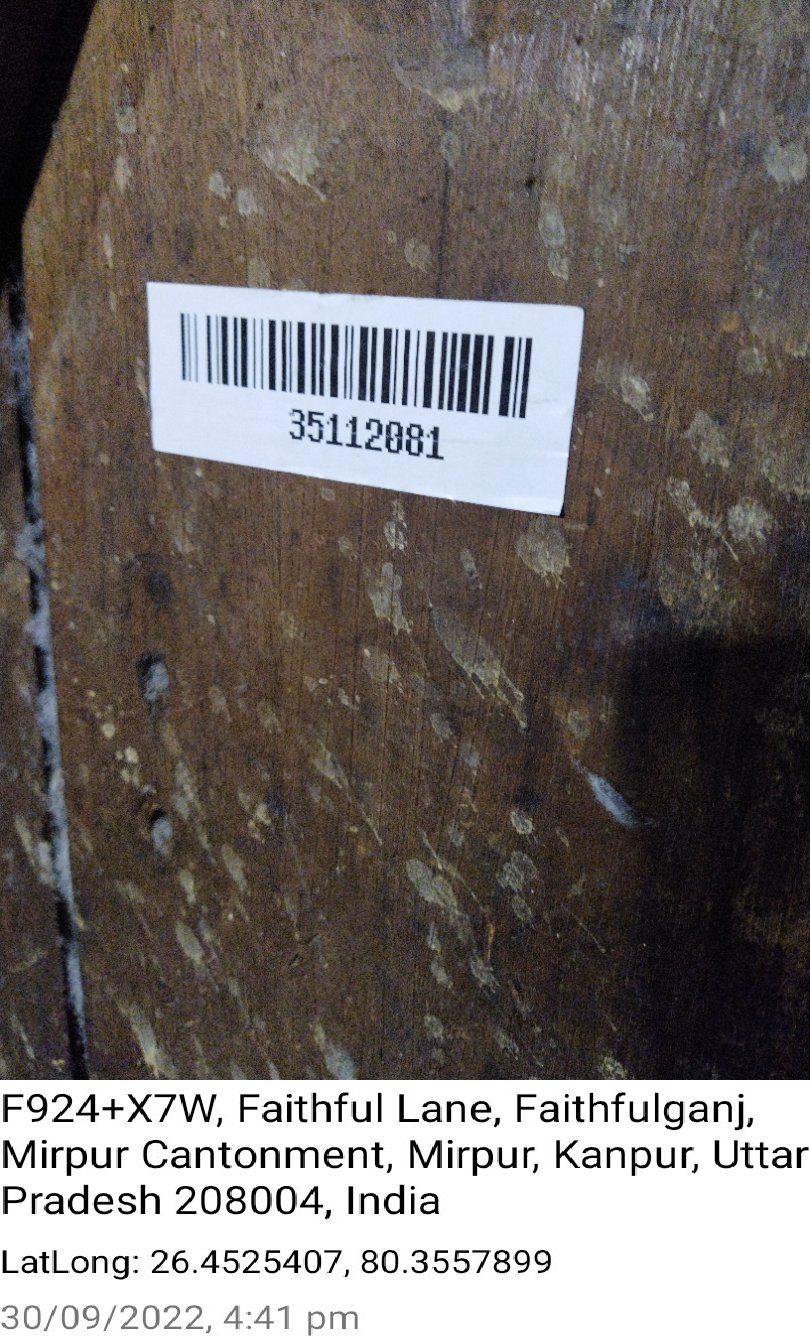 35112081
F924+X7W, Faithful Lane, Faithfulganj,
Mirpur Cantonment, Mirpur, Kanpur, Uttar
Pradesh 208004, India
LatLong: 26.4525407, 80.3557899
30/09/2022, 4:41 pm